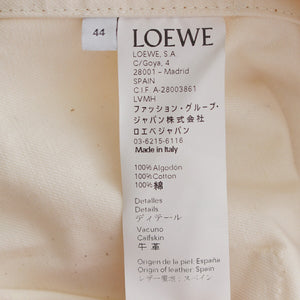 44
LOEWE
LOEWE, S.A.
C/Goya, 4
28001 - Madrid
SPAIN
C.I.F. A-28003861
LVMH
ファッション・グループ・
ジャパン株式会社
ロエベジャパン
03-6215-6116
Made in Italy
100% Algodón
100% Cotton
100% 綿
Detalles
Details
ディテール
Vacuno
Calfskin
牛革
Origen de la piel: España
Origin of leather: Spain
レザー原産: スペイン